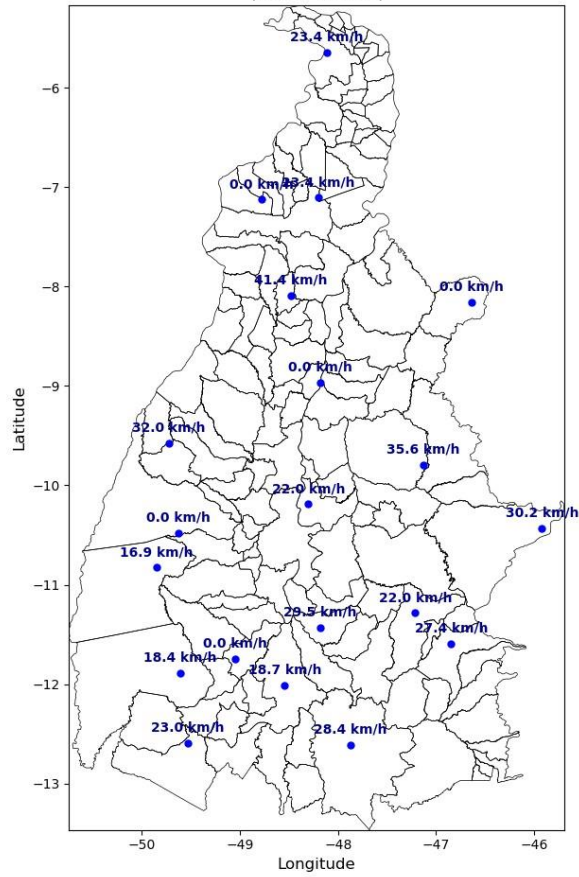 23.4 km/h
−6
−7
0.0 km/h
23.4 km/h
41.4 km/h
−8
0.0 km/h
0.0 km/h
−9
32.0 km/h
35.6 km/h
−10
22.0 km/h
0.0 km/h
30.2 km/h
16.9 km/h
−11
22.0 km/h
29.5 km/h
27.4 km/h
0.0 km/h
18.4 km/h
18.7 km/h
−12
23.0 km/h
28.4 km/h
−13
Latitude
−50 −49 −48 −47 −46
Longitude